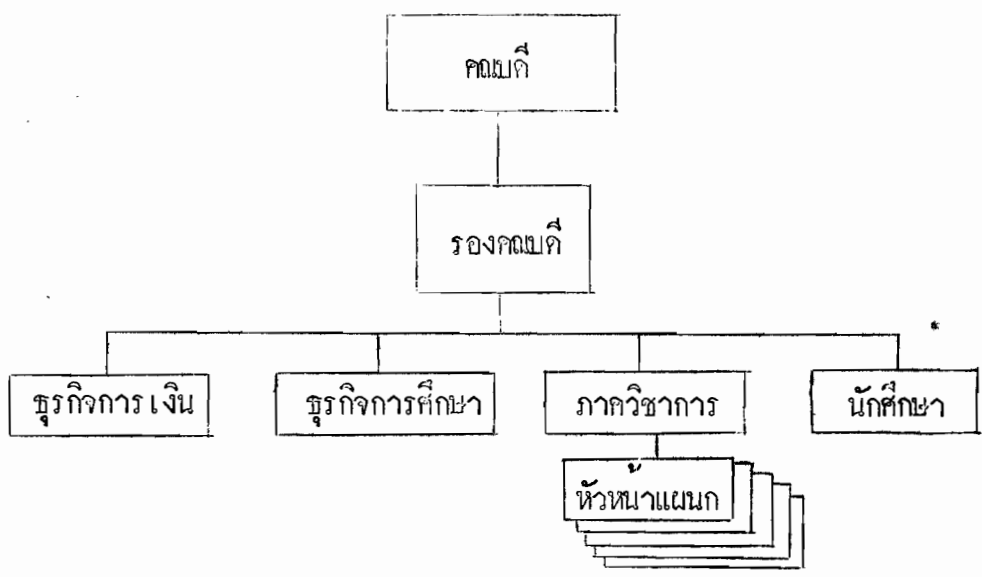 คณบดี
รองคณบดี
ธุรกิจการเงิน
ธุรกิจการศึกษา
ภาควิชาการ
นักศึกษา
หัวหน้าแผนก